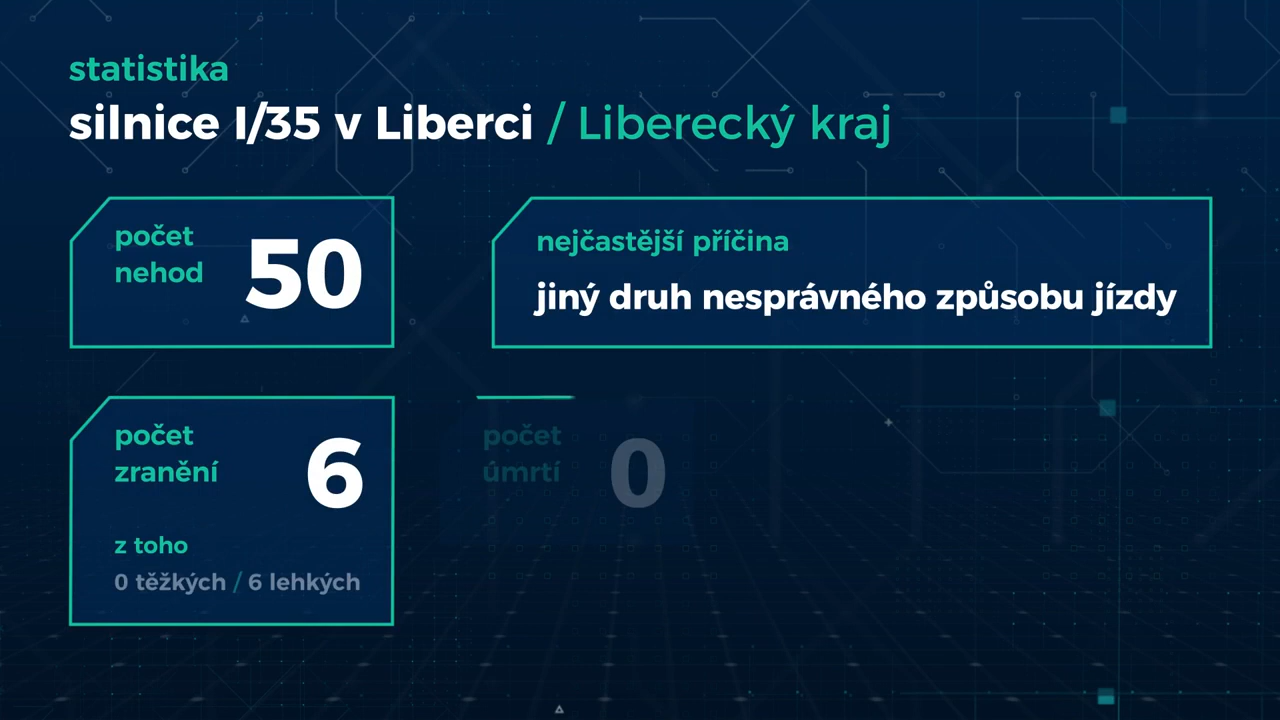 statistika
silnice I/35 v Liberci / Liberecký kraj
počet
nehod
50
nejčastější příčina
jiný druh nesprávného způsobu jízdy
počet
zranění
6
z toho
0 těžkých / 6 lehkých
počet
úmrtí
0